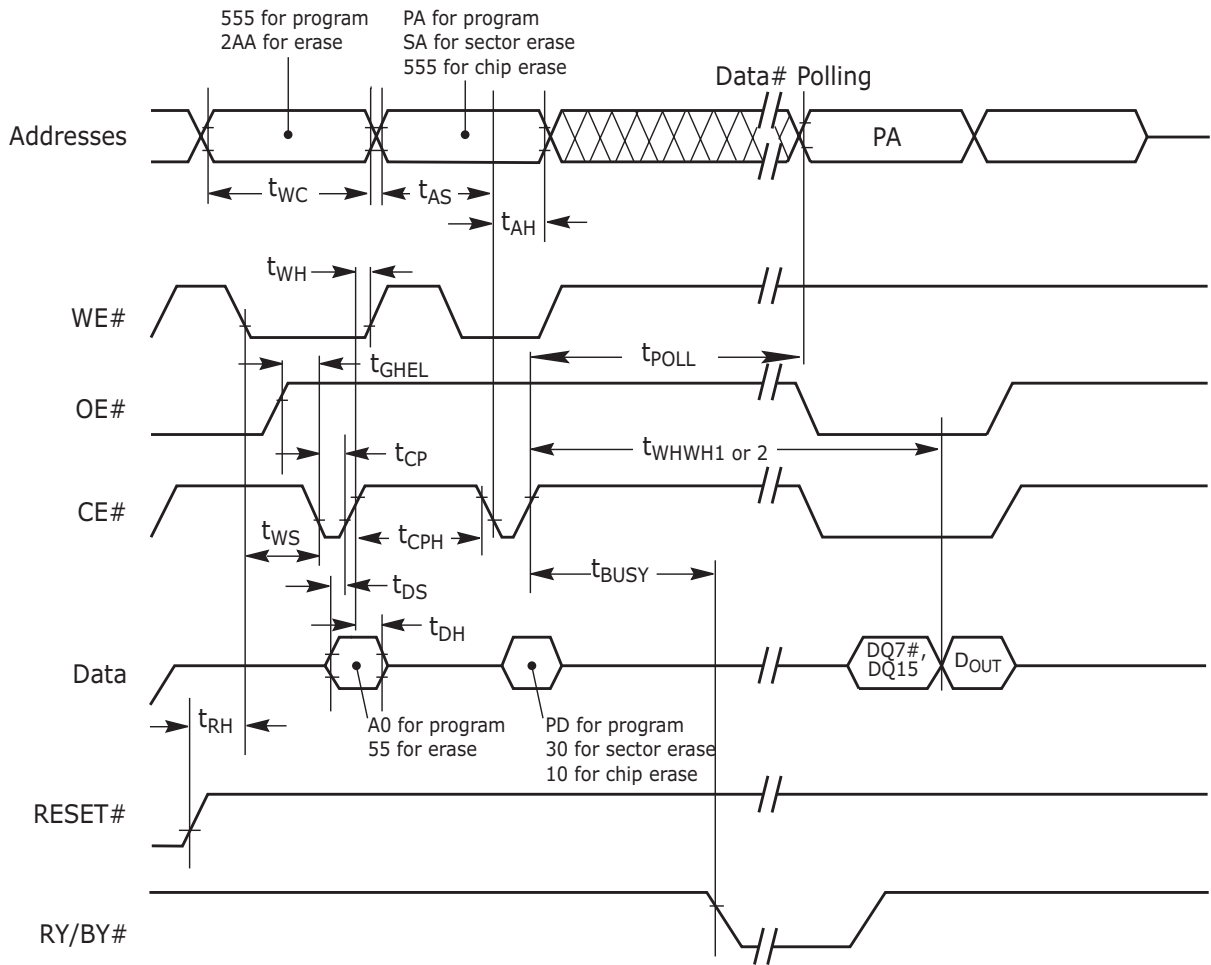 555 for program
2AA for erase
PA for program
SA for sector erase
555 for chip erase
Data# Polling
Addresses
PA
tWC
tAS
tAH
tWH
WE#
tGHEL
tPOLL
OE#
tCP
tWHWH1 or 2
CE#
tWS
tCPH
tDS
tBUSY
tDH
Data
DQ7#,
DQ15
DOUT
tRH
A0 for program
55 for erase
PD for program
30 for sector erase
10 for chip erase
RESET#
RY/BY#